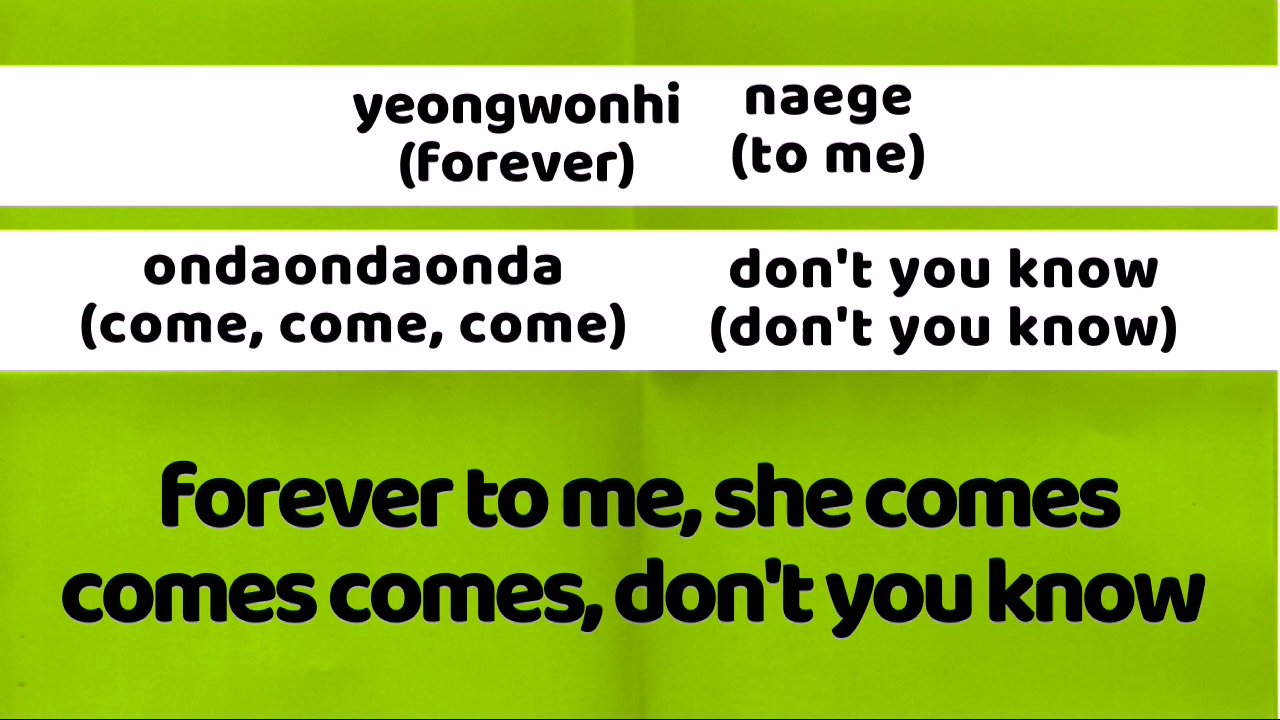 yeongwonhi naege
(forever) (to me)
ondaondaonda don't you know
(come, come, come) (don't you know)
forever to me, she comes
comes comes, don't you know